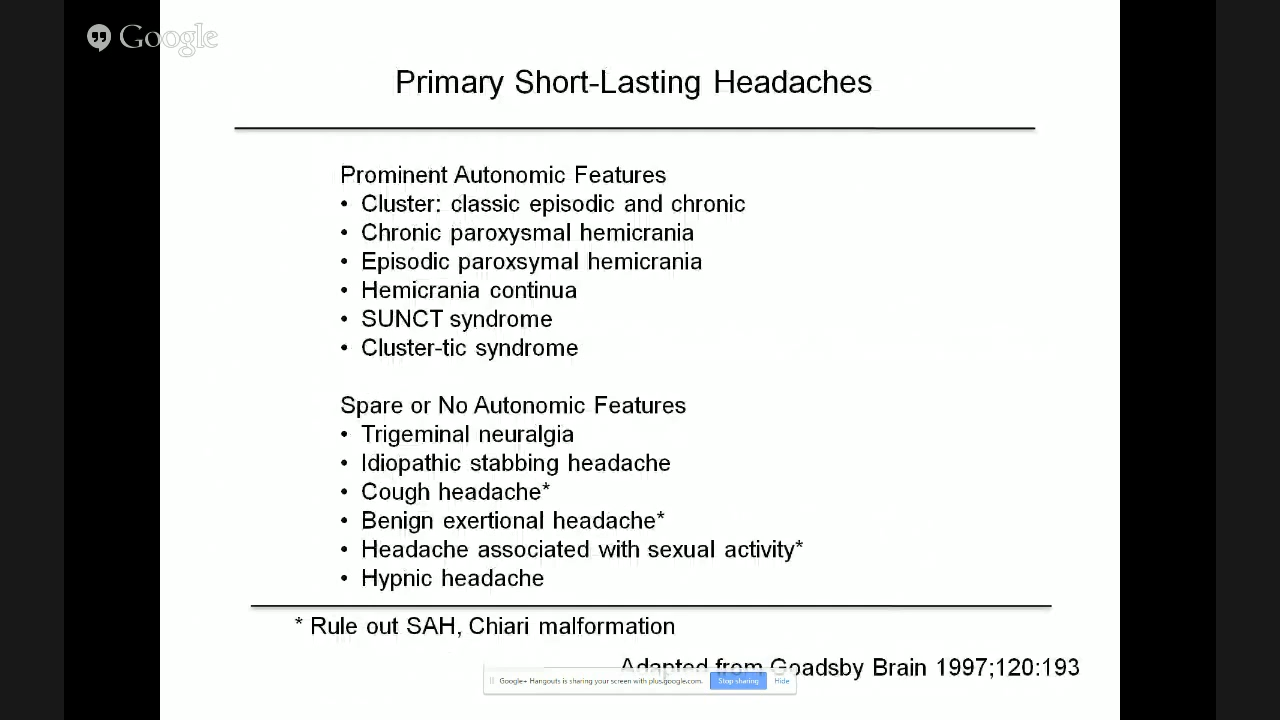 Google
Primary Short-Lasting Headaches
Prominent Autonomic Features
• Cluster: classic episodic and chronic
• Chronic paroxysmal hemicrania
• Episodic paroxsymal hemicrania
• Hemicrania continua
• SUNCT syndrome
• Cluster-tic syndrome
Spare or No Autonomic Features
• Trigeminal neuralgia
• Idiopathic stabbing headache
• Cough headache*
• Benign exertional headache*
• Headache associated with sexual activity*
• Hypnic headache
* Rule out SAH, Chiari malformation
Adapted from Goadsby Brain 1997;120:193
Google+ Hangouts is sharing your screen with plus.google.com. Stop sharing Hide